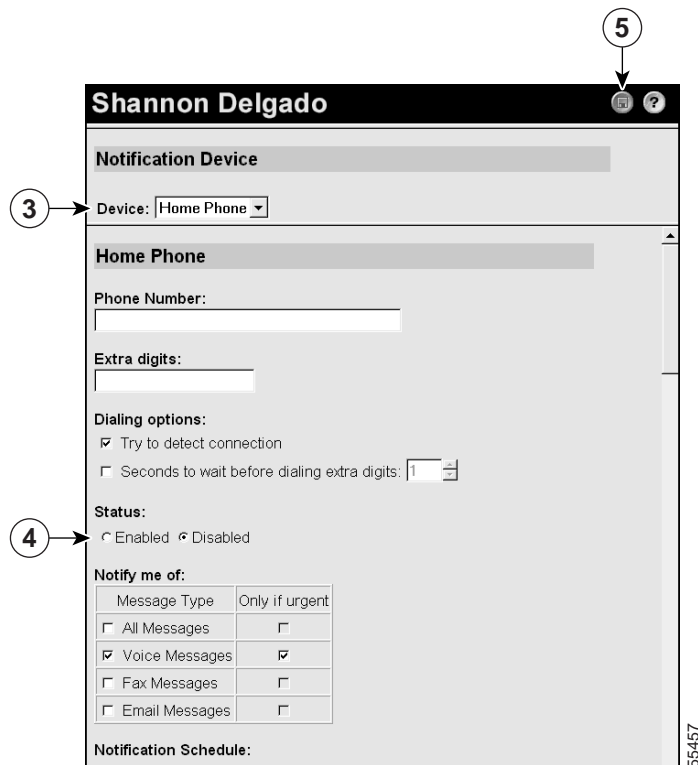 5
Shannon Delgado
?
Notification Device
3
Device: Home Phone
Home Phone
Phone Number:
Extra digits:
Dialing options:
Try to detect connection
Seconds to wait before dialing extra digits: 1
Status:
4
Enabled Disabled
Notify me of:
Message Type Only if urgent
All Messages
Voice Messages
Fax Messages
Email Messages
Notification Schedule:
55457